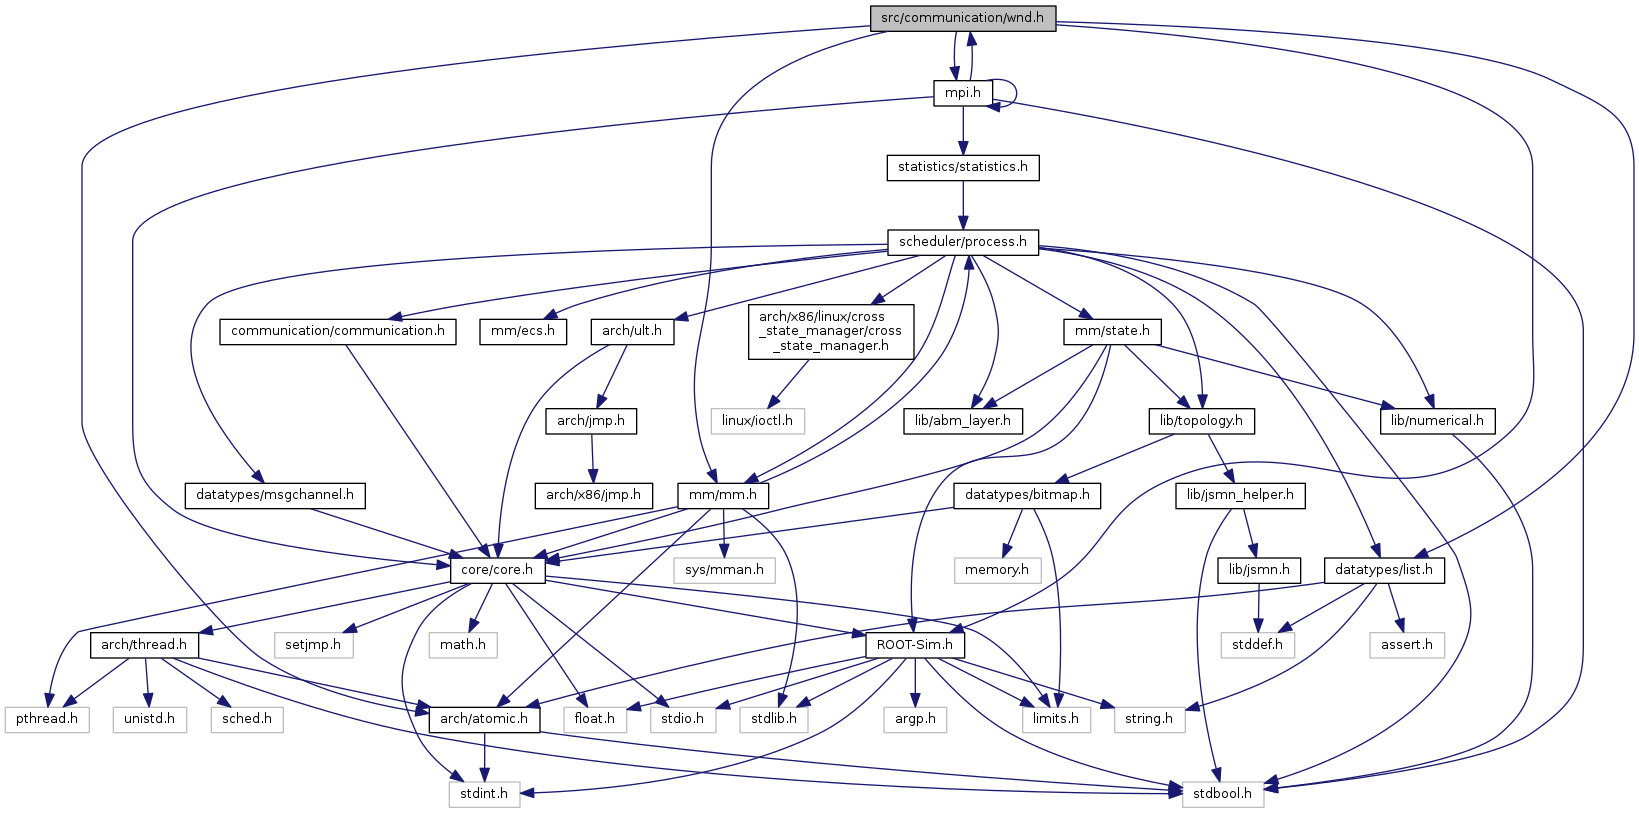 src/communication/wnd.h
mpi.h
statistics/statistics.h
scheduler/process.h
communication/communication.h
mm/ecs.h
arch/ult.h
arch/x86/linux/cross
_state_manager/cross
_state_manager.h
mm/state.h
arch/jmp.h
linux/ioctl.h
lib/abm_layer.h
lib/topology.h
lib/numerical.h
datatypes/msgchannel.h
arch/x86/jmp.h
mm/mm.h
datatypes/bitmap.h
lib/jsmn_helper.h
core/core.h
sys/mman.h
memory.h
lib/jsmn.h
datatypes/list.h
arch/thread.h
setjmp.h
math.h
ROOT-Sim.h
stddef.h
assert.h
pthread.h
unistd.h
sched.h
arch/atomic.h
float.h
stdio.h
stdlib.h
argp.h
limits.h
string.h
stdint.h
stdbool.h